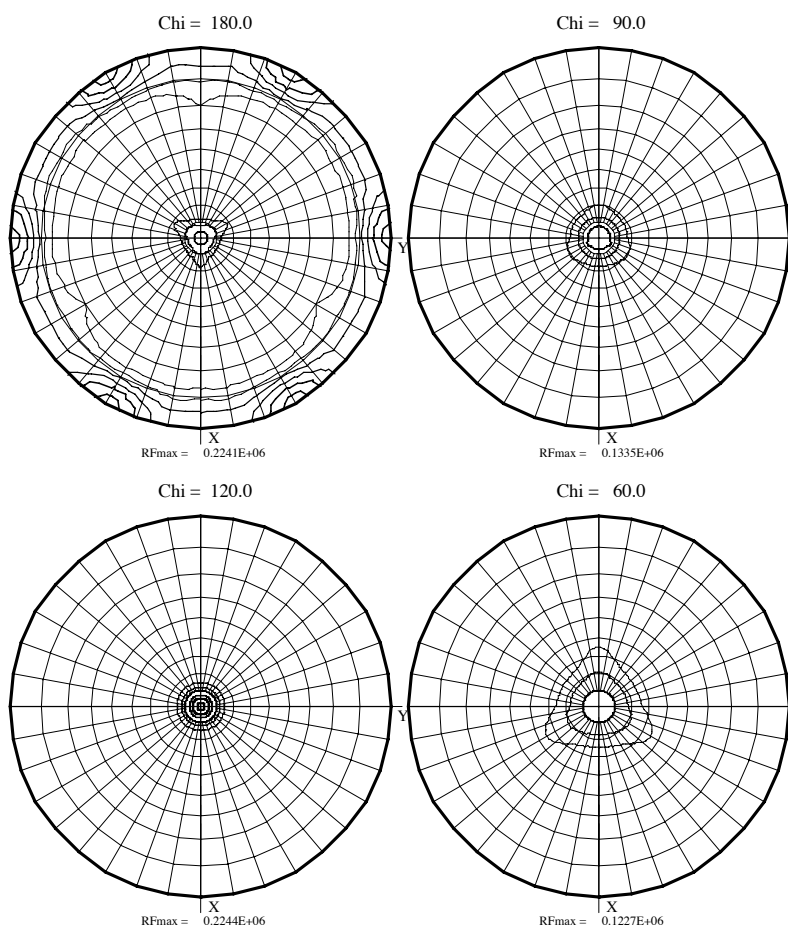 Chi = 180.0
Chi = 90.0
Y
X
X
RFmax = 0.2241E+06
RFmax = 0.1335E+06
Chi = 120.0
Chi = 60.0
Y
X
X
RFmax = 0.2244E+06
RFmax = 0.1227E+06